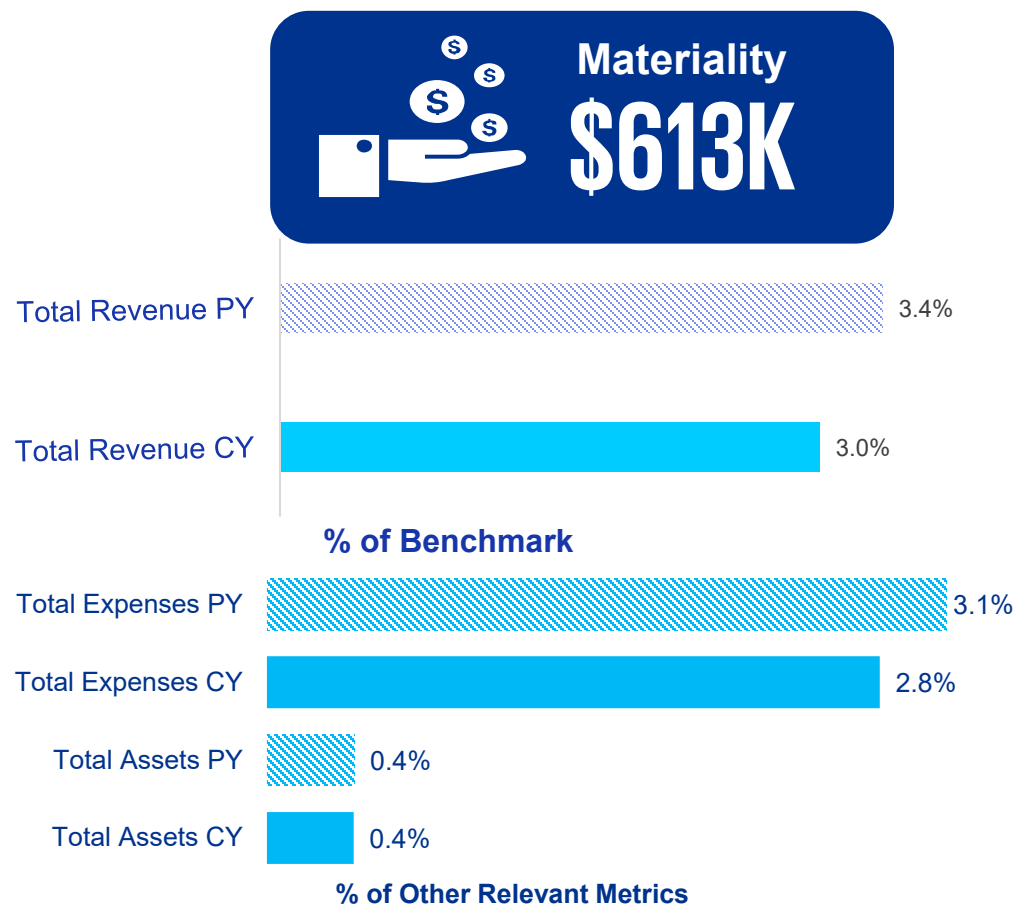 $
$
$
$
Materiality
$613K
Total Revenue PY 3.4%
Total Revenue CY 3.0%
% of Benchmark
Total Expenses PY 3.1%
Total Expenses CY 2.8%
Total Assets PY 0.4%
Total Assets CY 0.4%
% of Other Relevant Metrics